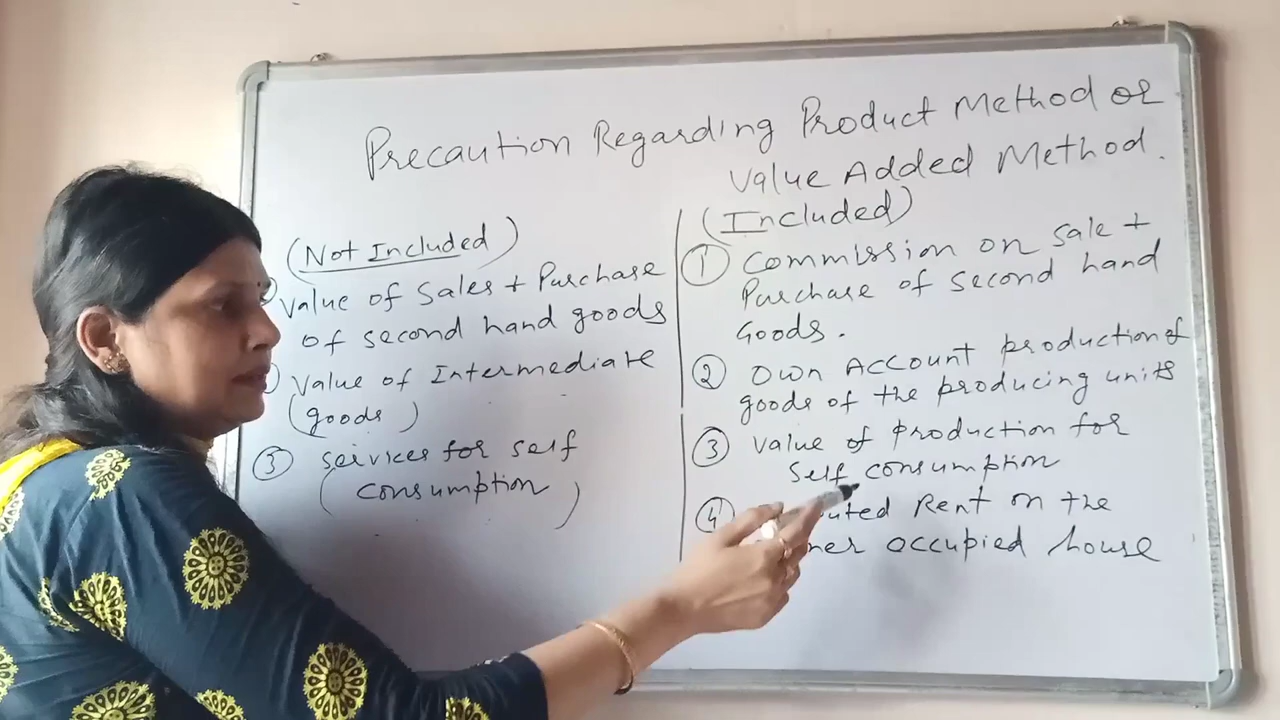 Precaution Regarding Product Method or
Value Added Method.
(Not Included)
Value of Sales + Purchase
of second hand goods
Value of Intermediate
(goods)
③ services for self
(consumption)
(Included)
① Commission on sale +
Purchase of second hand
Goods.
② Own Account production of
goods of the producing units
③ Value of production for
self consumption
④ Rent on the
occupied house